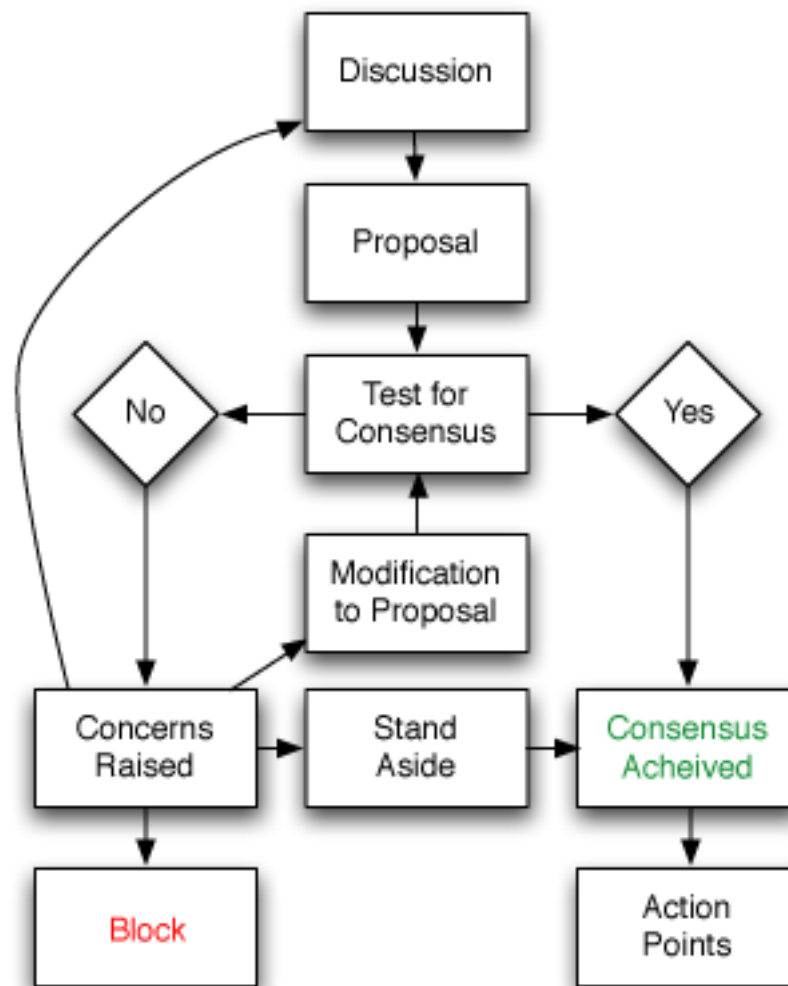 Discussion
Proposal
No
Test for
Consensus
Yes
Modification
to Proposal
Concerns
Raised
Stand
Aside
Consensus
Acheived
Block
Action
Points